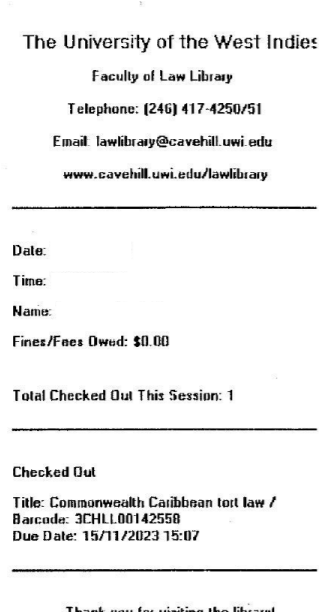 The University of the West Indies
Faculty of Law Library
Telephone: (246) 417-4250/51
Email: lawlibrary@cavehill.uwi.edu
www.cavehill.uwi.edu/lawlibrary
Date:
Time:
Name:
Fines/Fees Owed: $0.00
Total Checked Out This Session: 1
Checked Out
Title: Commonwealth Caribbean tort law /
Barcode: 3CHLL00142558
Due Date: 15/11/2023 15:07
Thank you for visiting the library!